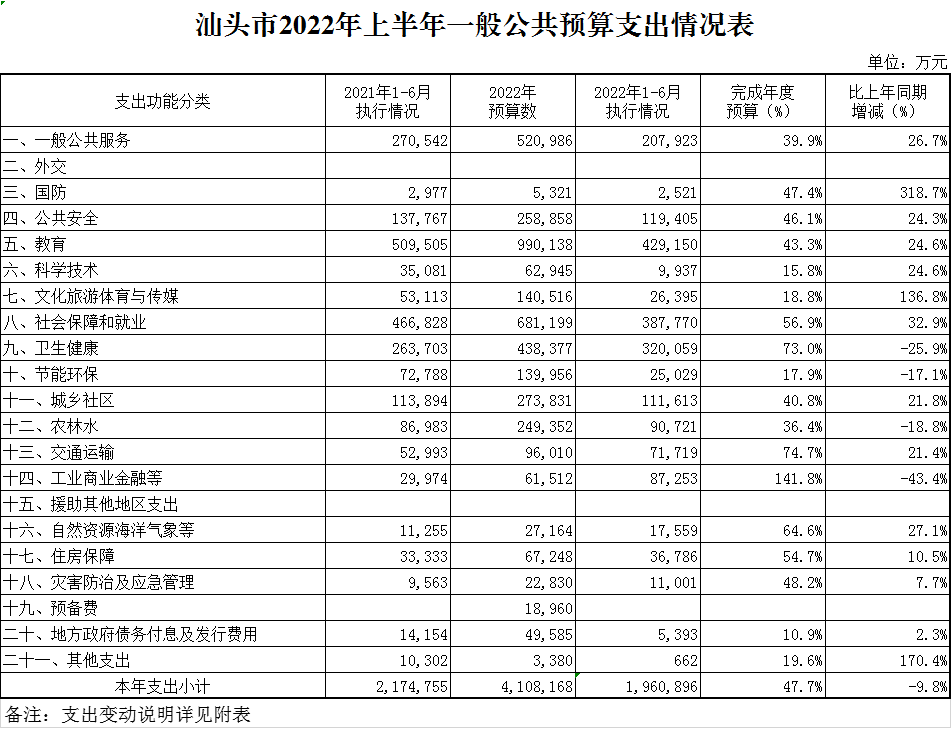 汕头市2022年上半年一般公共预算支出情况表
单位：万元
支出功能分类 2021年1-6月执行情况 2022年预算数 2022年1-6月执行情况 完成年度预算（%） 比上年同期增减（%）
一、一般公共服务 270,542 520,986 207,923 39.9% 26.7%
二、外交
三、国防 2,977 5,321 2,521 47.4% 318.7%
四、公共安全 137,767 258,858 119,405 46.1% 24.3%
五、教育 509,505 990,138 429,150 43.3% 24.6%
六、科学技术 35,081 62,945 9,937 15.8% 24.6%
七、文化旅游体育与传媒 53,113 140,516 26,395 18.8% 136.8%
八、社会保障和就业 466,828 681,199 387,770 56.9% 32.9%
九、卫生健康 263,703 438,377 320,059 73.0% -25.9%
十、节能环保 72,788 139,956 25,029 17.9% -17.1%
十一、城乡社区 113,894 273,831 111,613 40.8% 21.8%
十二、农林水 86,983 249,352 90,721 36.4% -18.8%
十三、交通运输 52,993 96,010 71,719 74.7% 21.4%
十四、工业商业金融等 29,974 61,512 87,253 141.8% -43.4%
十五、援助其他地区支出
十六、自然资源海洋气象等 11,255 27,164 17,559 64.6% 27.1%
十七、住房保障 33,333 67,248 36,786 54.7% 10.5%
十八、灾害防治及应急管理 9,563 22,830 11,001 48.2% 7.7%
十九、预备费 18,960
二十、地方政府债务付息及发行费用 14,154 49,585 5,393 10.9% 2.3%
二十一、其他支出 10,302 3,380 662 19.6% 170.4%
本年支出小计 2,174,755 4,108,168 1,960,896 47.7% -9.8%
备注：支出变动说明详见附表